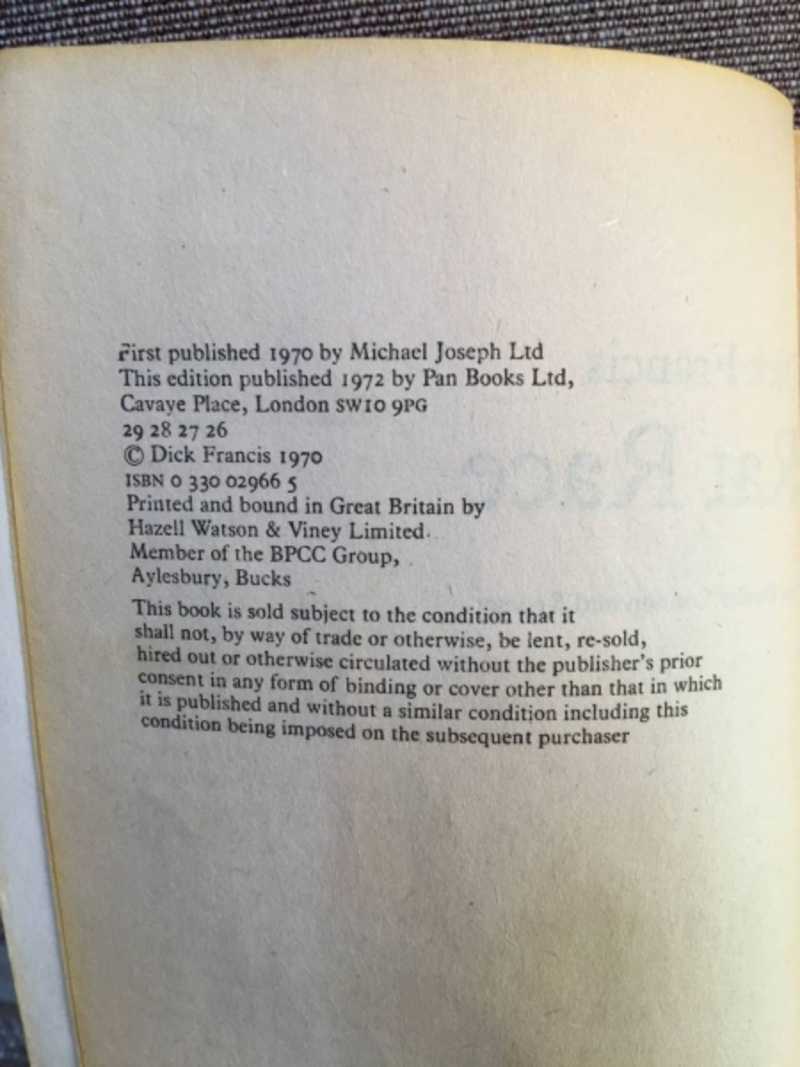 First published 1970 by Michael Joseph Ltd
This edition published 1972 by Pan Books Ltd,
Cavaye Place, London SW10 9PG
29 28 27 26
© Dick Francis 1970
ISBN 0 330 02966 5
Printed and bound in Great Britain by
Hazell Watson & Viney Limited.
Member of the BPCC Group,
Aylesbury, Bucks
This book is sold subject to the condition that it
shall not, by way of trade or otherwise, be lent, re-sold,
hired out or otherwise circulated without the publisher's prior
consent in any form of binding or cover other than that in which
it is published and without a similar condition including this
condition being imposed on the subsequent purchaser